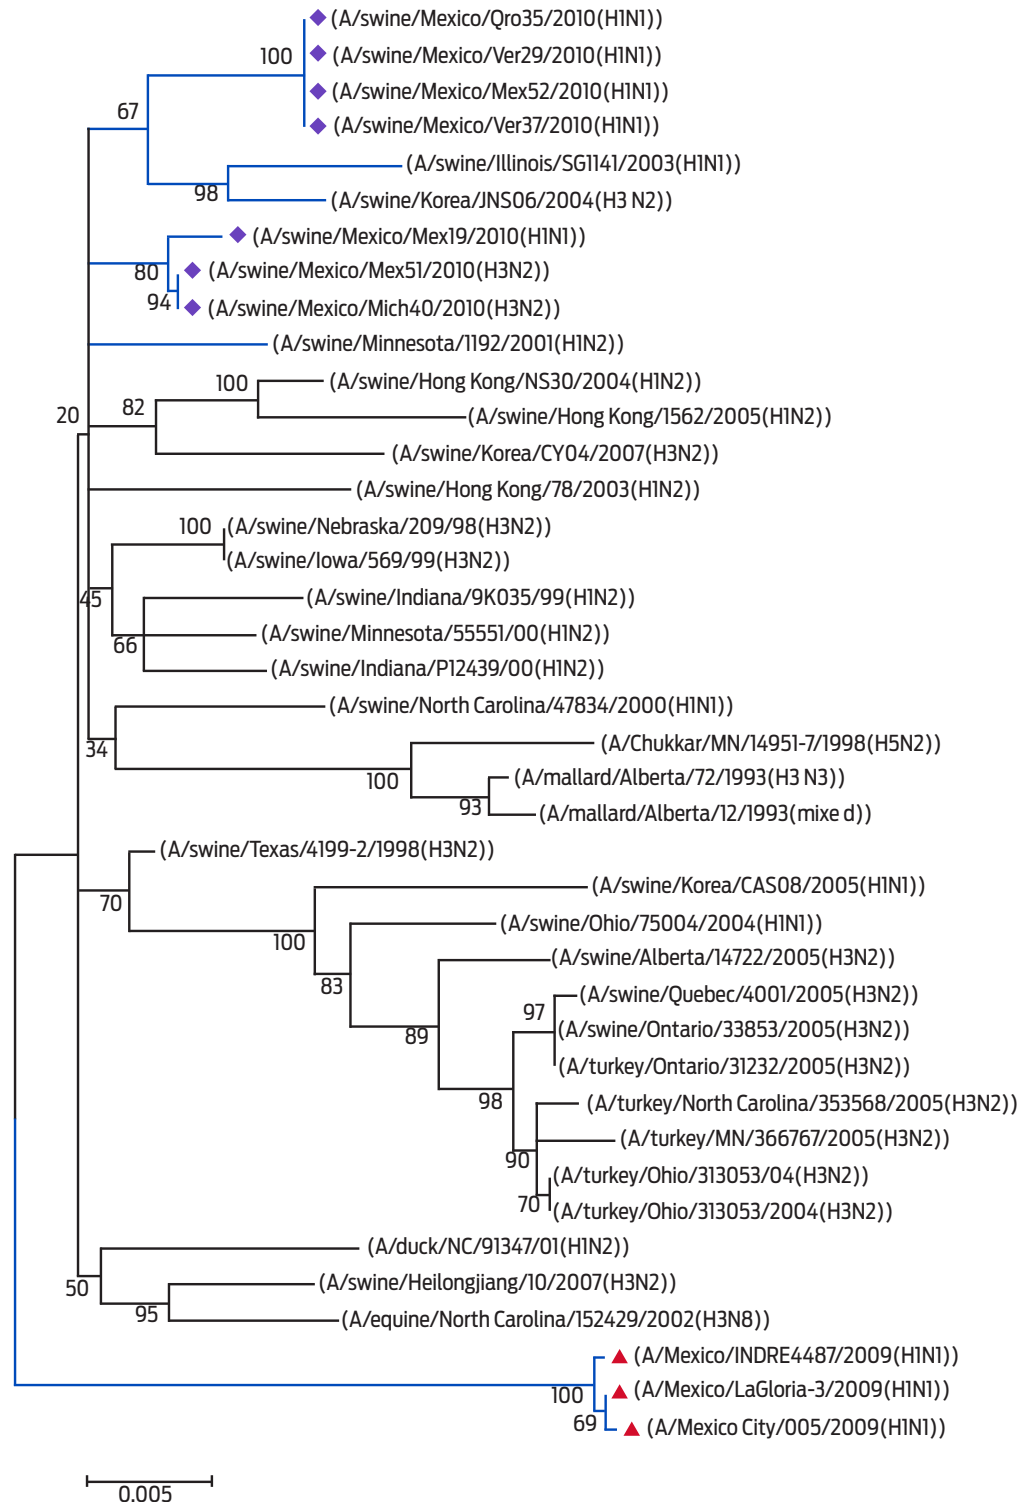 (A/swine/Mexico/Qro35/2010(H1N1))
100
(A/swine/Mexico/Ver29/2010(H1N1))
(A/swine/Mexico/Mex52/2010(H1N1))
67
(A/swine/Mexico/Ver37/2010(H1N1))
(A/swine/Illinois/SG1141/2003(H1N1))
98
(A/swine/Korea/JNS06/2004(H3 N2))
(A/swine/Mexico/Mex19/2010(H1N1))
80
(A/swine/Mexico/Mex51/2010(H3N2))
94
(A/swine/Mexico/Mich40/2010(H3N2))
(A/swine/Minnesota/1192/2001(H1N2))
100
(A/swine/Hong Kong/NS30/2004(H1N2))
20
82
(A/swine/Hong Kong/1562/2005(H1N2))
(A/swine/Korea/CY04/2007(H3N2))
(A/swine/Hong Kong/78/2003(H1N2))
100
(A/swine/Nebraska/209/98(H3N2))
(A/swine/Iowa/569/99(H3N2))
45
(A/swine/Indiana/9K035/99(H1N2))
66
(A/swine/Minnesota/55551/00(H1N2))
(A/swine/Indiana/P12439/00(H1N2))
(A/swine/North Carolina/47834/2000(H1N1))
34
(A/Chukkar/MN/14951-7/1998(H5N2))
100
(A/mallard/Alberta/72/1993(H3 N3))
93
(A/mallard/Alberta/12/1993(mixe d))
(A/swine/Texas/4199-2/1998(H3N2))
70
(A/swine/Korea/CAS08/2005(H1N1))
100
(A/swine/Ohio/75004/2004(H1N1))
83
(A/swine/Alberta/14722/2005(H3N2))
89
(A/swine/Quebec/4001/2005(H3N2))
97
(A/swine/Ontario/33853/2005(H3N2))
(A/turkey/Ontario/31232/2005(H3N2))
98
(A/turkey/North Carolina/353568/2005(H3N2))
(A/turkey/MN/366767/2005(H3N2))
90
(A/turkey/Ohio/313053/04(H3N2))
70
(A/turkey/Ohio/313053/2004(H3N2))
(A/duck/NC/91347/01(H1N2))
50
(A/swine/Heilongjiang/10/2007(H3N2))
95
(A/equine/North Carolina/152429/2002(H3N8))
(A/Mexico/INDRE4487/2009(H1N1))
100
(A/Mexico/LaGloria-3/2009(H1N1))
69
(A/Mexico City/005/2009(H1N1))
0.005